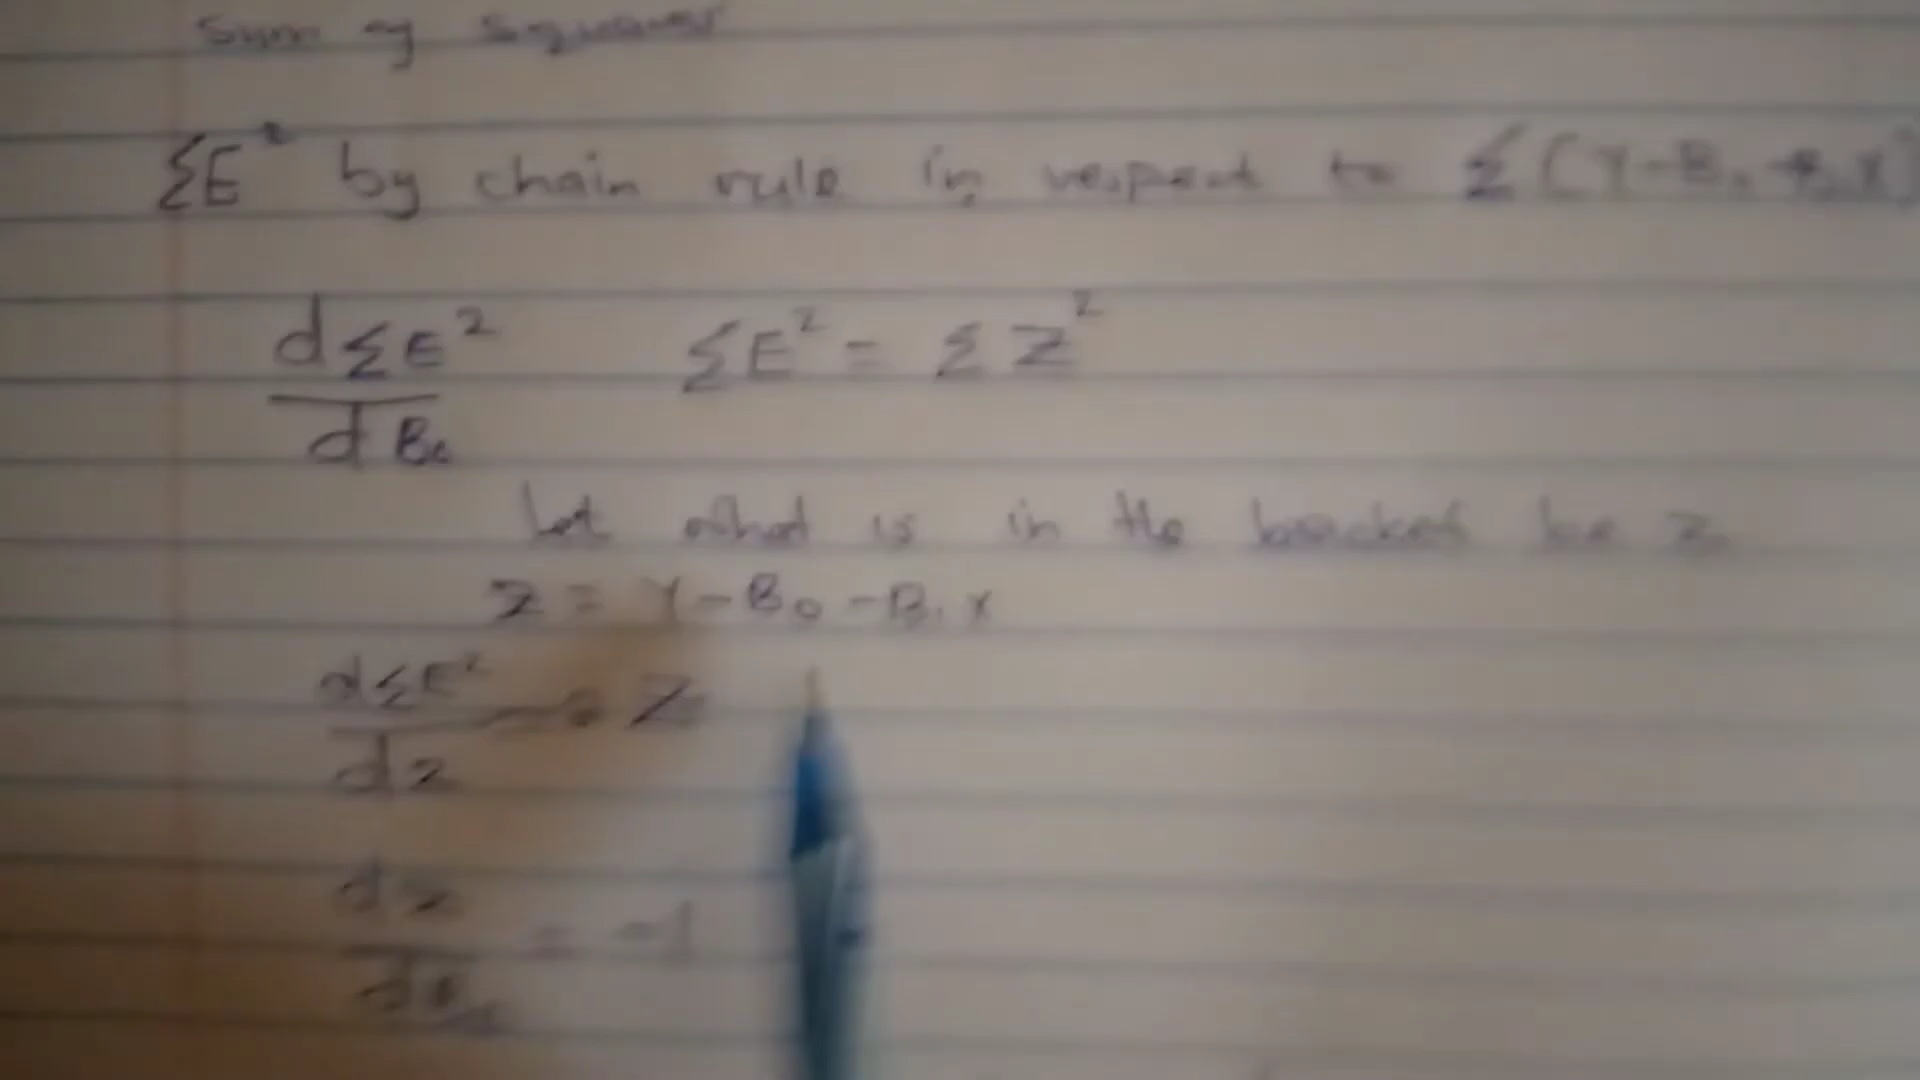 Sum of squares
ΣE² by chain rule in respect to Σ(Y-B₀-B₁X)
dΣE²/dB₀ ΣE² = ΣZ²
Let what is in the bracket be Z
Z = Y-B₀-B₁X
dΣE²/dz Z
dz/dB₀ = -1